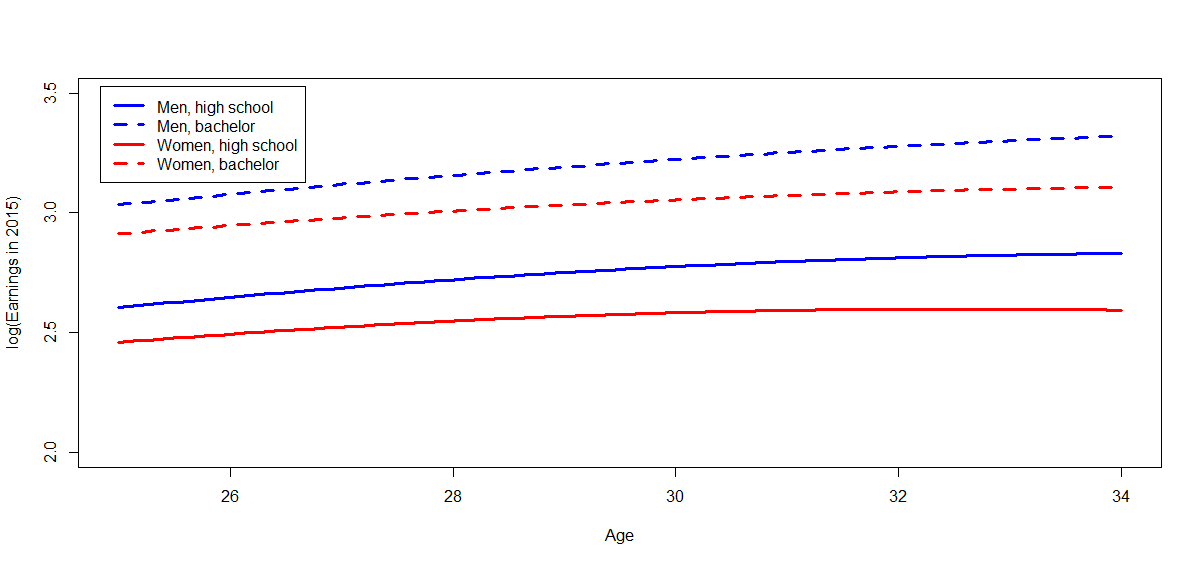 3.5
3.0
2.5
2.0
log(Earnings in 2015)
Men, high school
Men, bachelor
Women, high school
Women, bachelor
26
28
30
32
34
Age